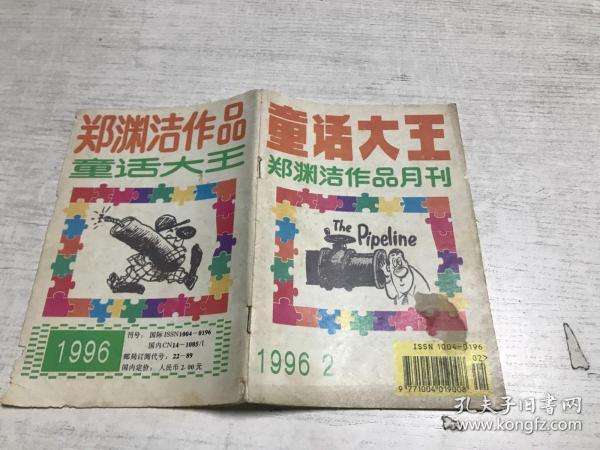 郑渊洁作品
童话大王
1996
刊号：国际ISSN1004-0196
国内CN14-1085/I
邮局订阅代号：22-89
国内定价：人民币2.00元
童话大王
郑渊洁作品月刊
The Pipeline
1996 2
ISSN 1004-0196
02>
9 771004 019008
孔夫子旧书网
www.kongfz.com